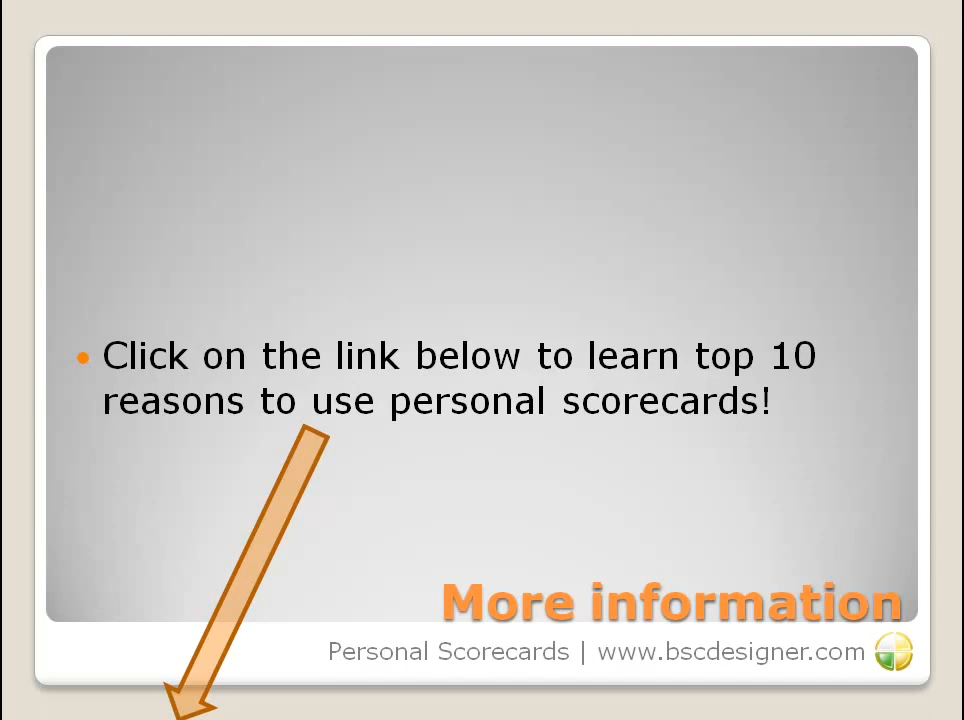 • Click on the link below to learn top 10
reasons to use personal scorecards!
More information
Personal Scorecards | www.bscdesigner.com